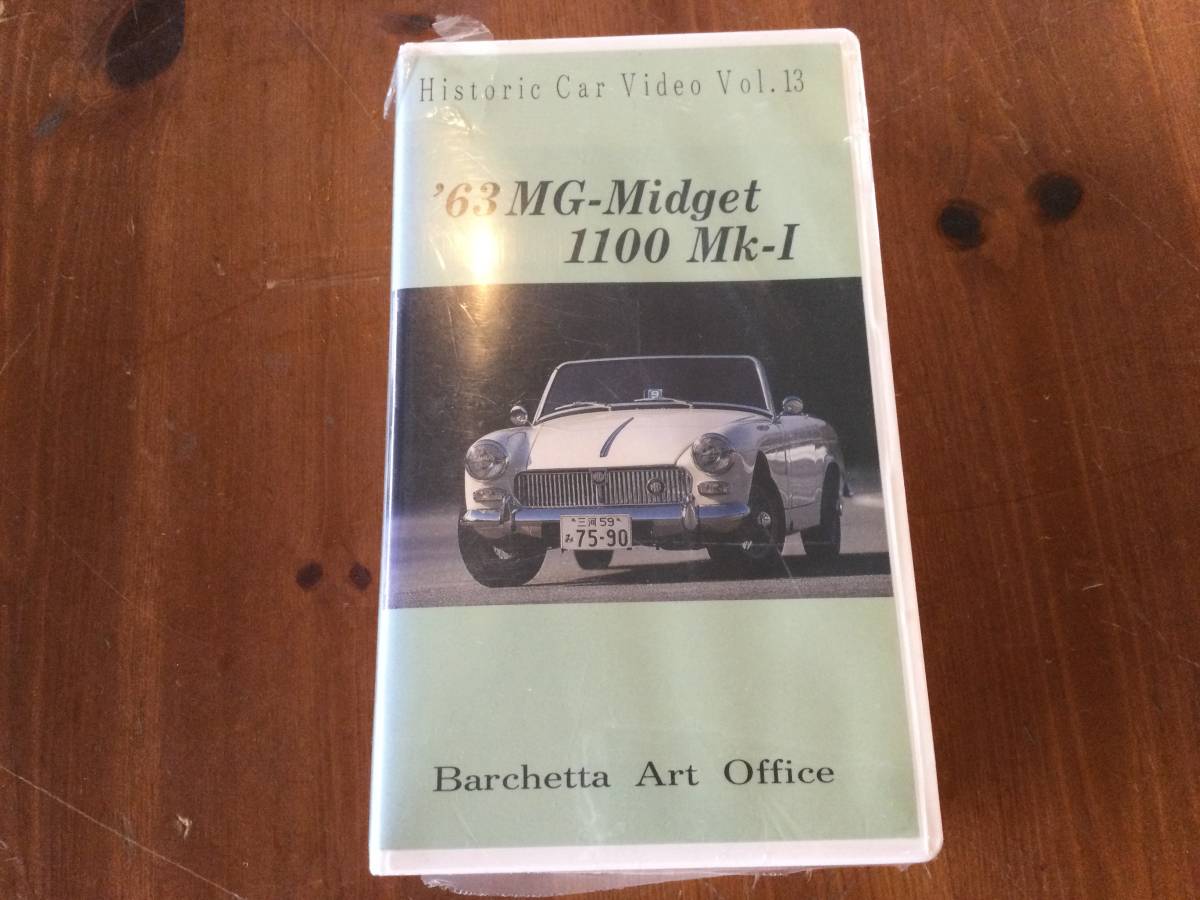 Historic Car Video Vol.13
'63 MG-Midget
1100 Mk-I
9
三河 59
み 75-90
Barchetta Art Office